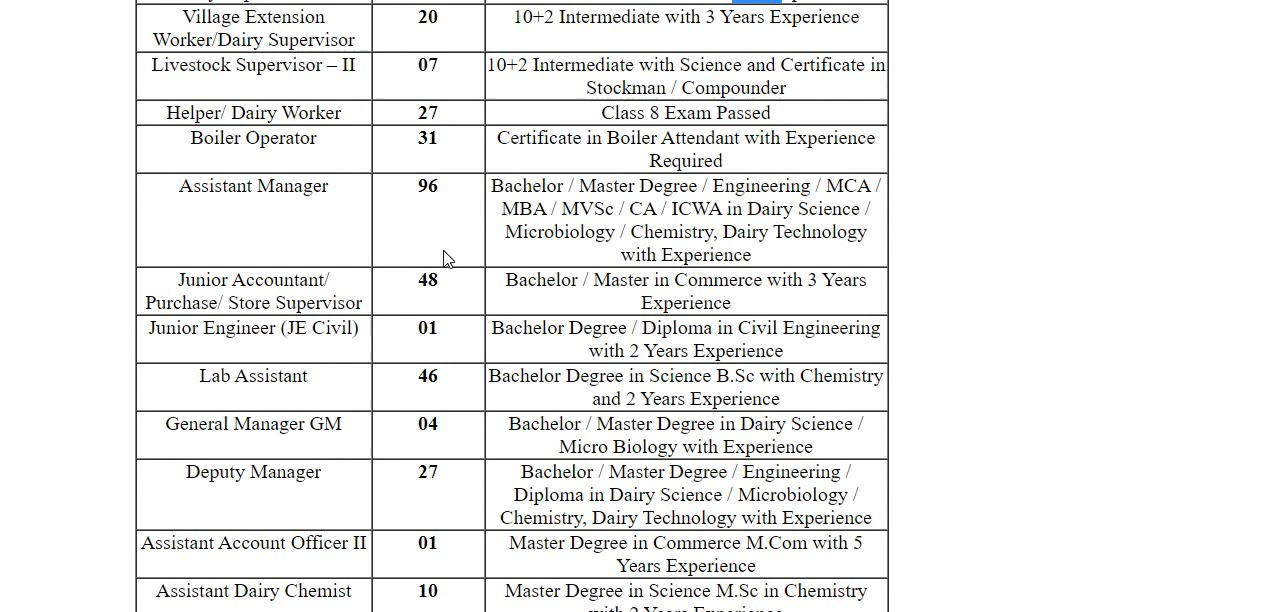 Village Extension
Worker/Dairy Supervisor
20
10+2 Intermediate with 3 Years Experience
Livestock Supervisor – II
07
10+2 Intermediate with Science and Certificate in
Stockman / Compounder
Helper/ Dairy Worker
27
Class 8 Exam Passed
Boiler Operator
31
Certificate in Boiler Attendant with Experience
Required
Assistant Manager
96
Bachelor / Master Degree / Engineering / MCA /
MBA / MVSc / CA / ICWA in Dairy Science /
Microbiology / Chemistry, Dairy Technology
with Experience
Junior Accountant/
Purchase/ Store Supervisor
48
Bachelor / Master in Commerce with 3 Years
Experience
Junior Engineer (JE Civil)
01
Bachelor Degree / Diploma in Civil Engineering
with 2 Years Experience
Lab Assistant
46
Bachelor Degree in Science B.Sc with Chemistry
and 2 Years Experience
General Manager GM
04
Bachelor / Master Degree in Dairy Science /
Micro Biology with Experience
Deputy Manager
27
Bachelor / Master Degree / Engineering /
Diploma in Dairy Science / Microbiology /
Chemistry, Dairy Technology with Experience
Assistant Account Officer II
01
Master Degree in Commerce M.Com with 5
Years Experience
Assistant Dairy Chemist
10
Master Degree in Science M.Sc in Chemistry
with 2 Years Experience